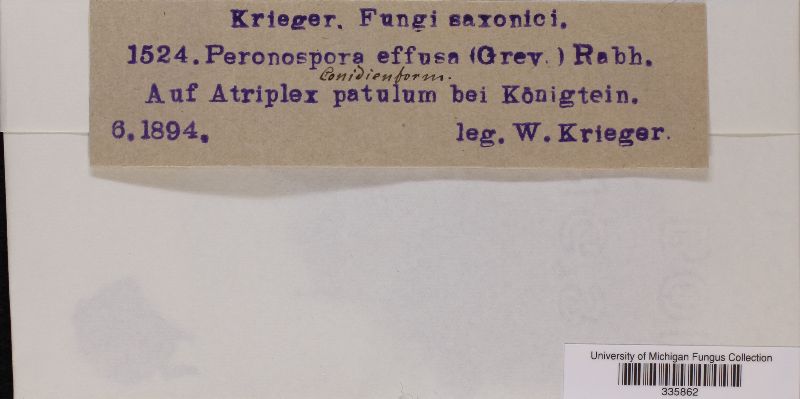 Krieger. Fungi saxonici.
1524. Peronospora effusa (Grev.) Rabh.
Conidienform.
Auf Atriplex patulum bei Königtein.
6.1894. leg. W. Krieger.
University of Michigan Fungus Collection
335862